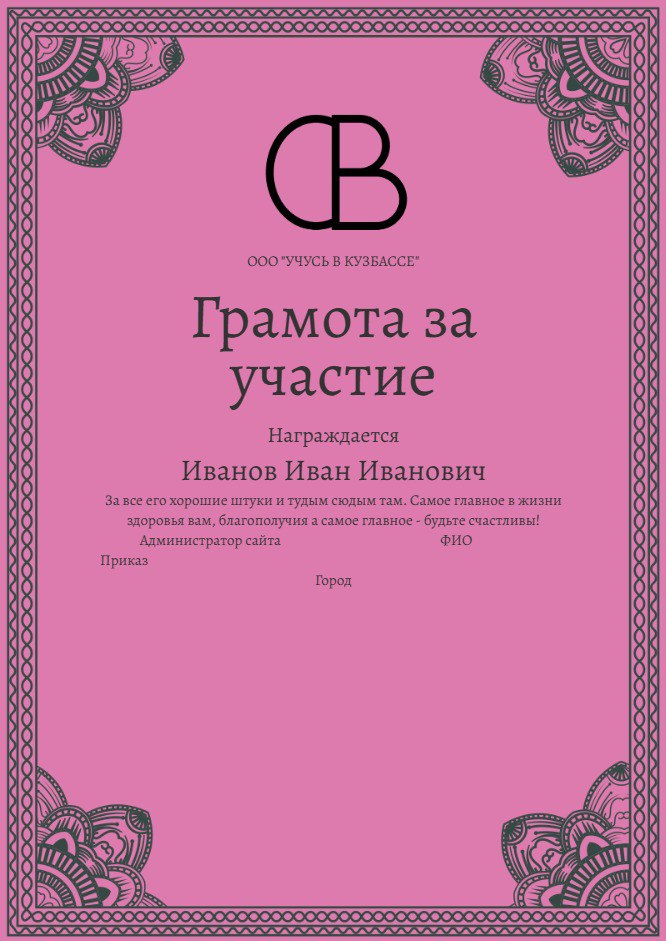 СВ
ООО "УЧУСЬ В КУЗБАССЕ"
Грамота за
участие
Награждается
Иванов Иван Иванович
За все его хорошие штуки и тудым сюдым там. Самое главное в жизни
здоровья вам, благополучия а самое главное - будьте счастливы!
Администратор сайта ФИО
Приказ
Город